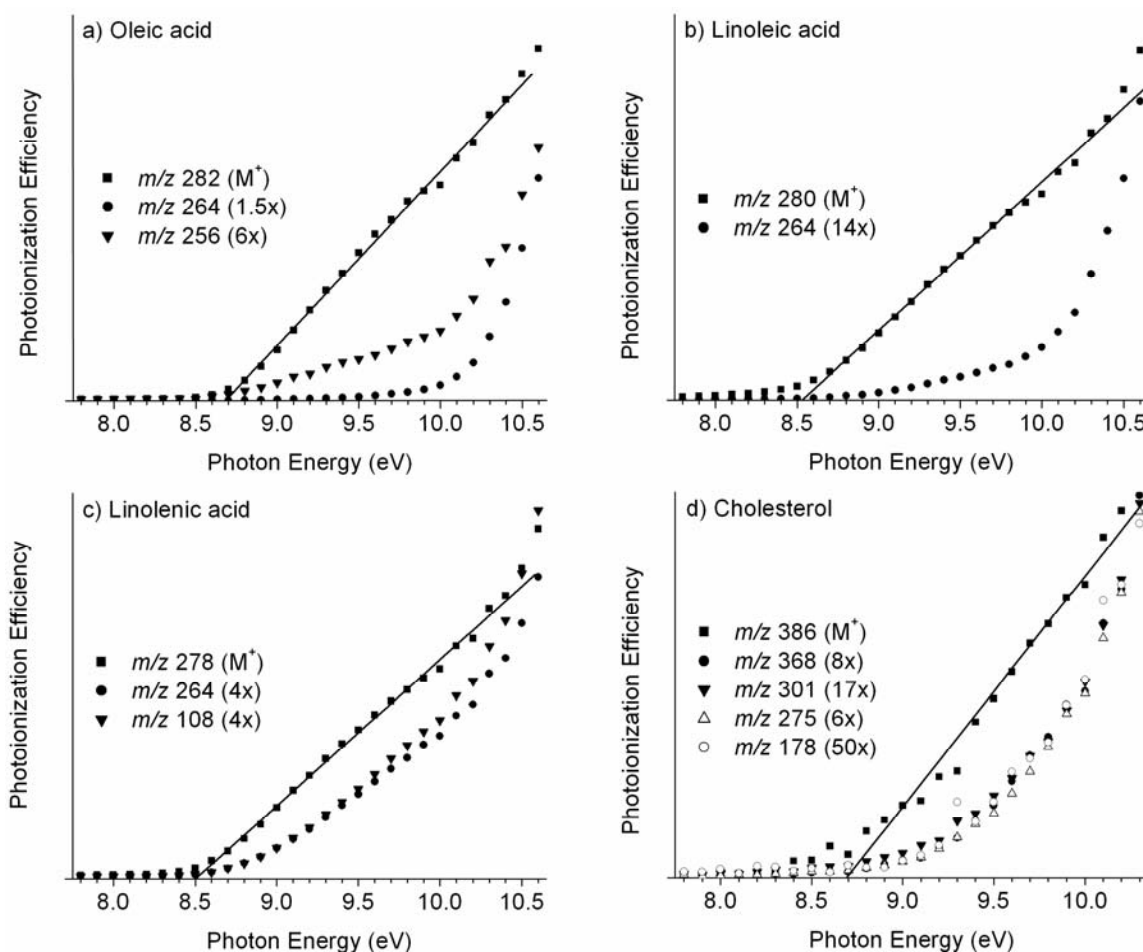 a) Oleic acid
Photoionization Efficiency
■ m/z 282 (M⁺)
● m/z 264 (1.5x)
▼ m/z 256 (6x)
8.0 8.5 9.0 9.5 10.0 10.5
Photon Energy (eV)
b) Linoleic acid
Photoionization Efficiency
■ m/z 280 (M⁺)
● m/z 264 (14x)
8.0 8.5 9.0 9.5 10.0 10.5
Photon Energy (eV)
c) Linolenic acid
Photoionization Efficiency
■ m/z 278 (M⁺)
● m/z 264 (4x)
▼ m/z 108 (4x)
8.0 8.5 9.0 9.5 10.0 10.5
Photon Energy (eV)
d) Cholesterol
Photoionization Efficiency
■ m/z 386 (M⁺)
● m/z 368 (8x)
▼ m/z 301 (17x)
△ m/z 275 (6x)
○ m/z 178 (50x)
8.0 8.5 9.0 9.5 10.0
Photon Energy (eV)